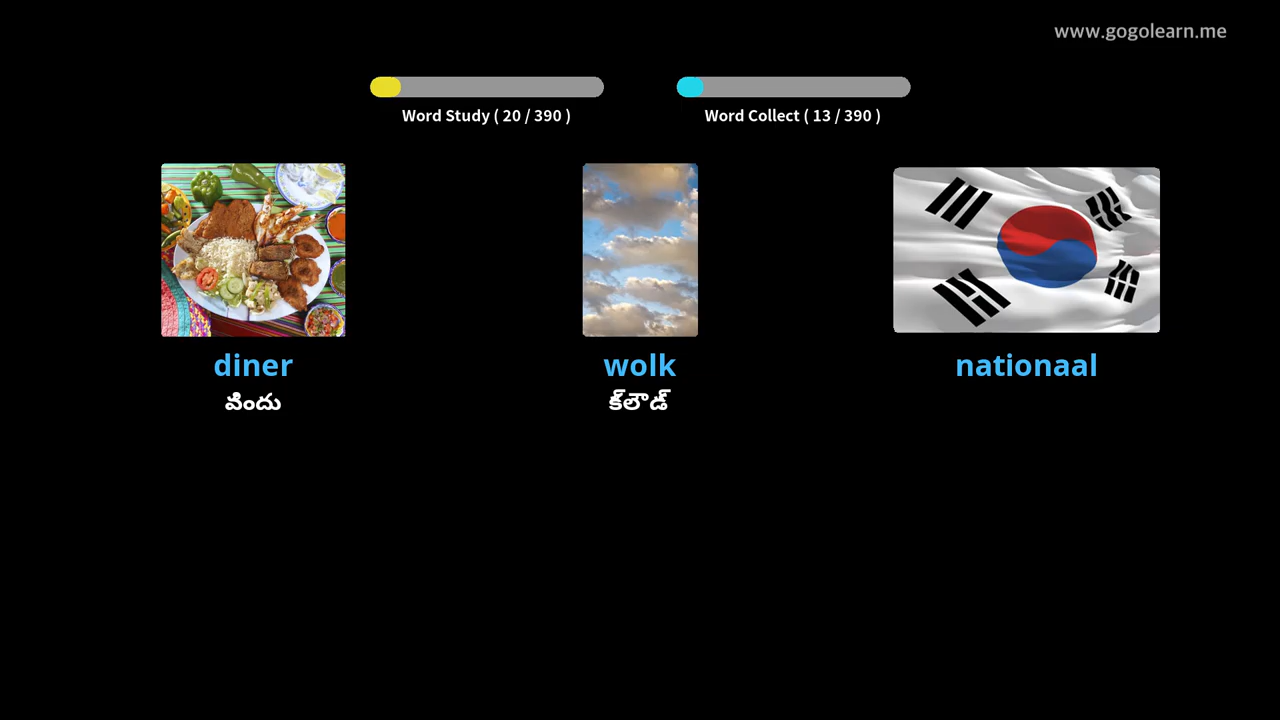 www.gogolearn.me
Word Study ( 20 / 390 )
Word Collect ( 13 / 390 )
diner
wolk
nationaal
విందు
క్‌లౌడ్